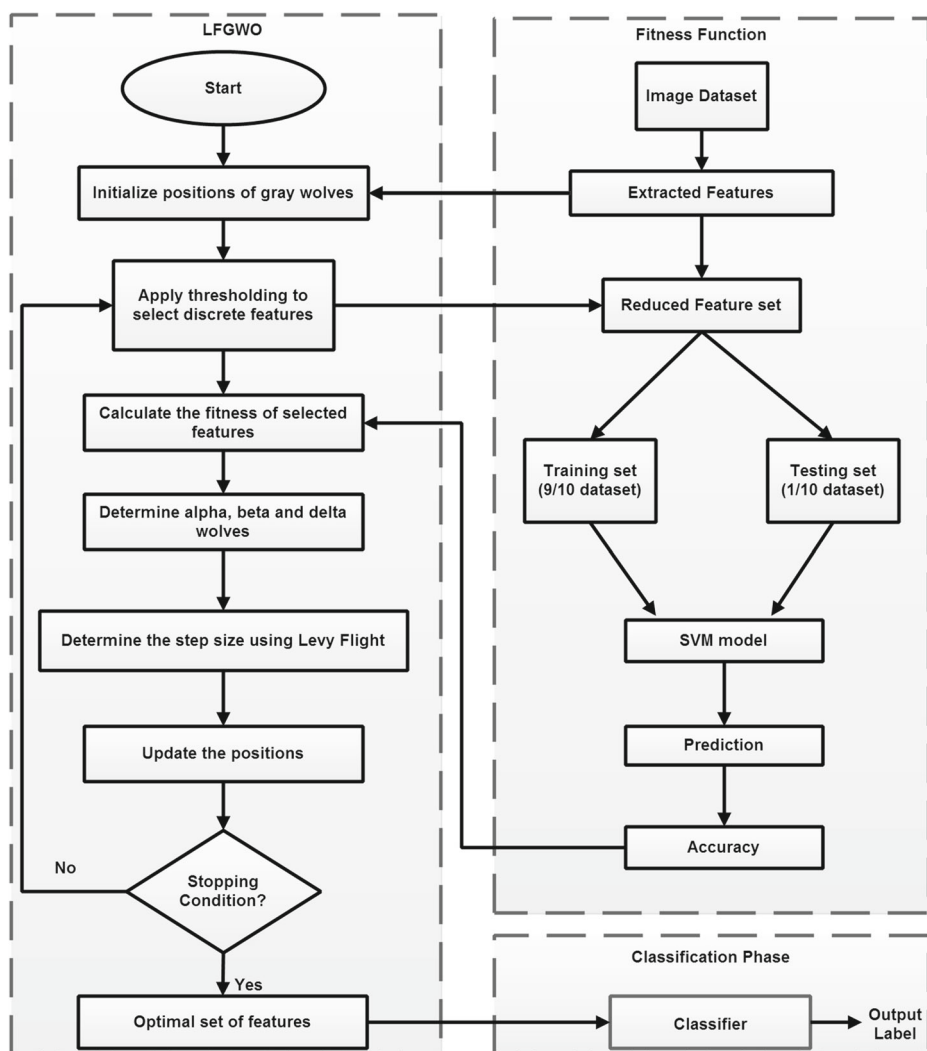 LFGWO
Start
Initialize positions of gray wolves
Apply thresholding to
select discrete features
Calculate the fitness of selected
features
Determine alpha, beta and delta
wolves
Determine the step size using Levy Flight
Update the positions
No
Stopping
Condition?
Yes
Optimal set of features
Fitness Function
Image Dataset
Extracted Features
Reduced Feature set
Training set
(9/10 dataset)
Testing set
(1/10 dataset)
SVM model
Prediction
Accuracy
Classification Phase
Classifier
Output
Label